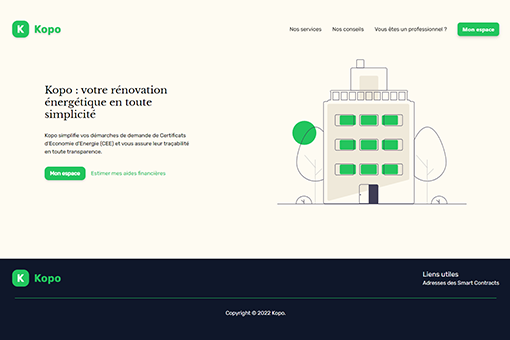 K Kopo
Nos services
Nos conseils
Vous êtes un professionnel ?
Mon espace
Kopo : votre rénovation
énergétique en toute
simplicité
Kopo simplifie vos démarches de demande de Certificats
d'Economie d'Energie (CEE) et vous assure leur traçabilité
en toute transparence.
Mon espace
Estimer mes aides financières
K Kopo
Liens utiles
Adresses des Smart Contracts
Copyright © 2022 Kopo.